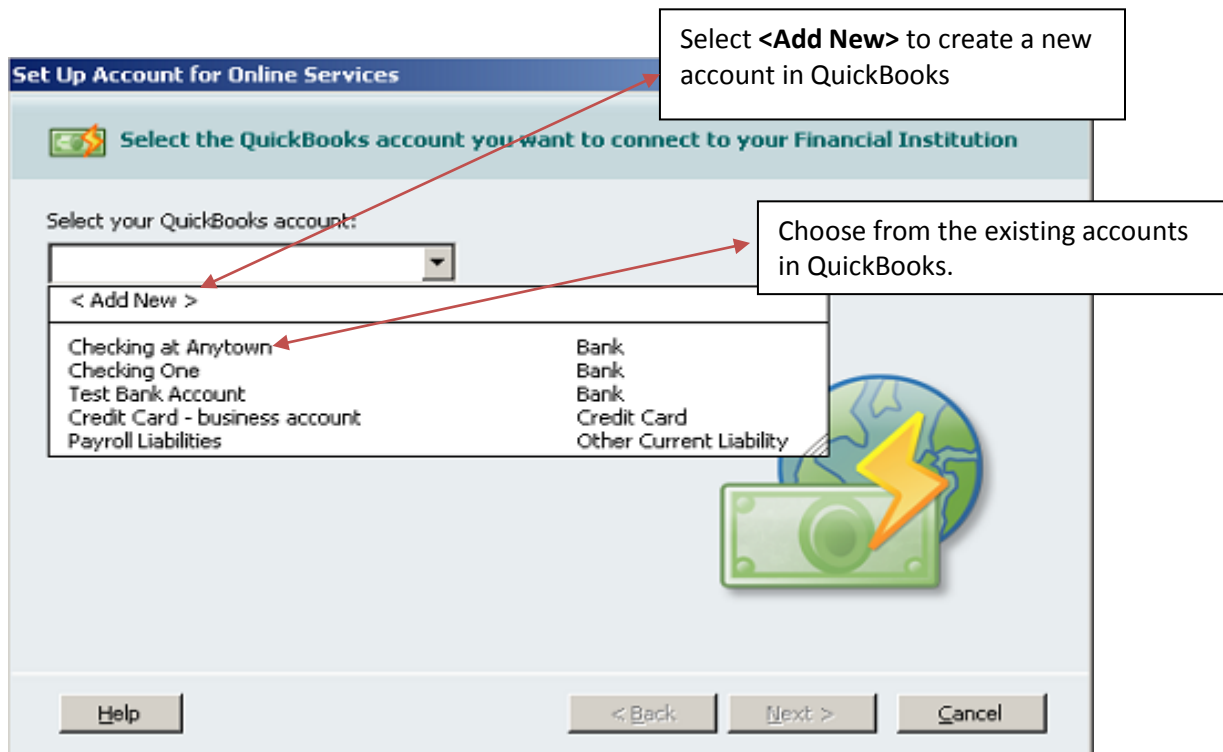 Select <Add New> to create a new
account in QuickBooks
Set Up Account for Online Services
Select the QuickBooks account you want to connect to your Financial Institution
Select your QuickBooks account:
Choose from the existing accounts
in QuickBooks.
< Add New >
Checking at Anytown Bank
Checking One Bank
Test Bank Account Bank
Credit Card - business account Credit Card
Payroll Liabilities Other Current Liability
Help < Back Next > Cancel